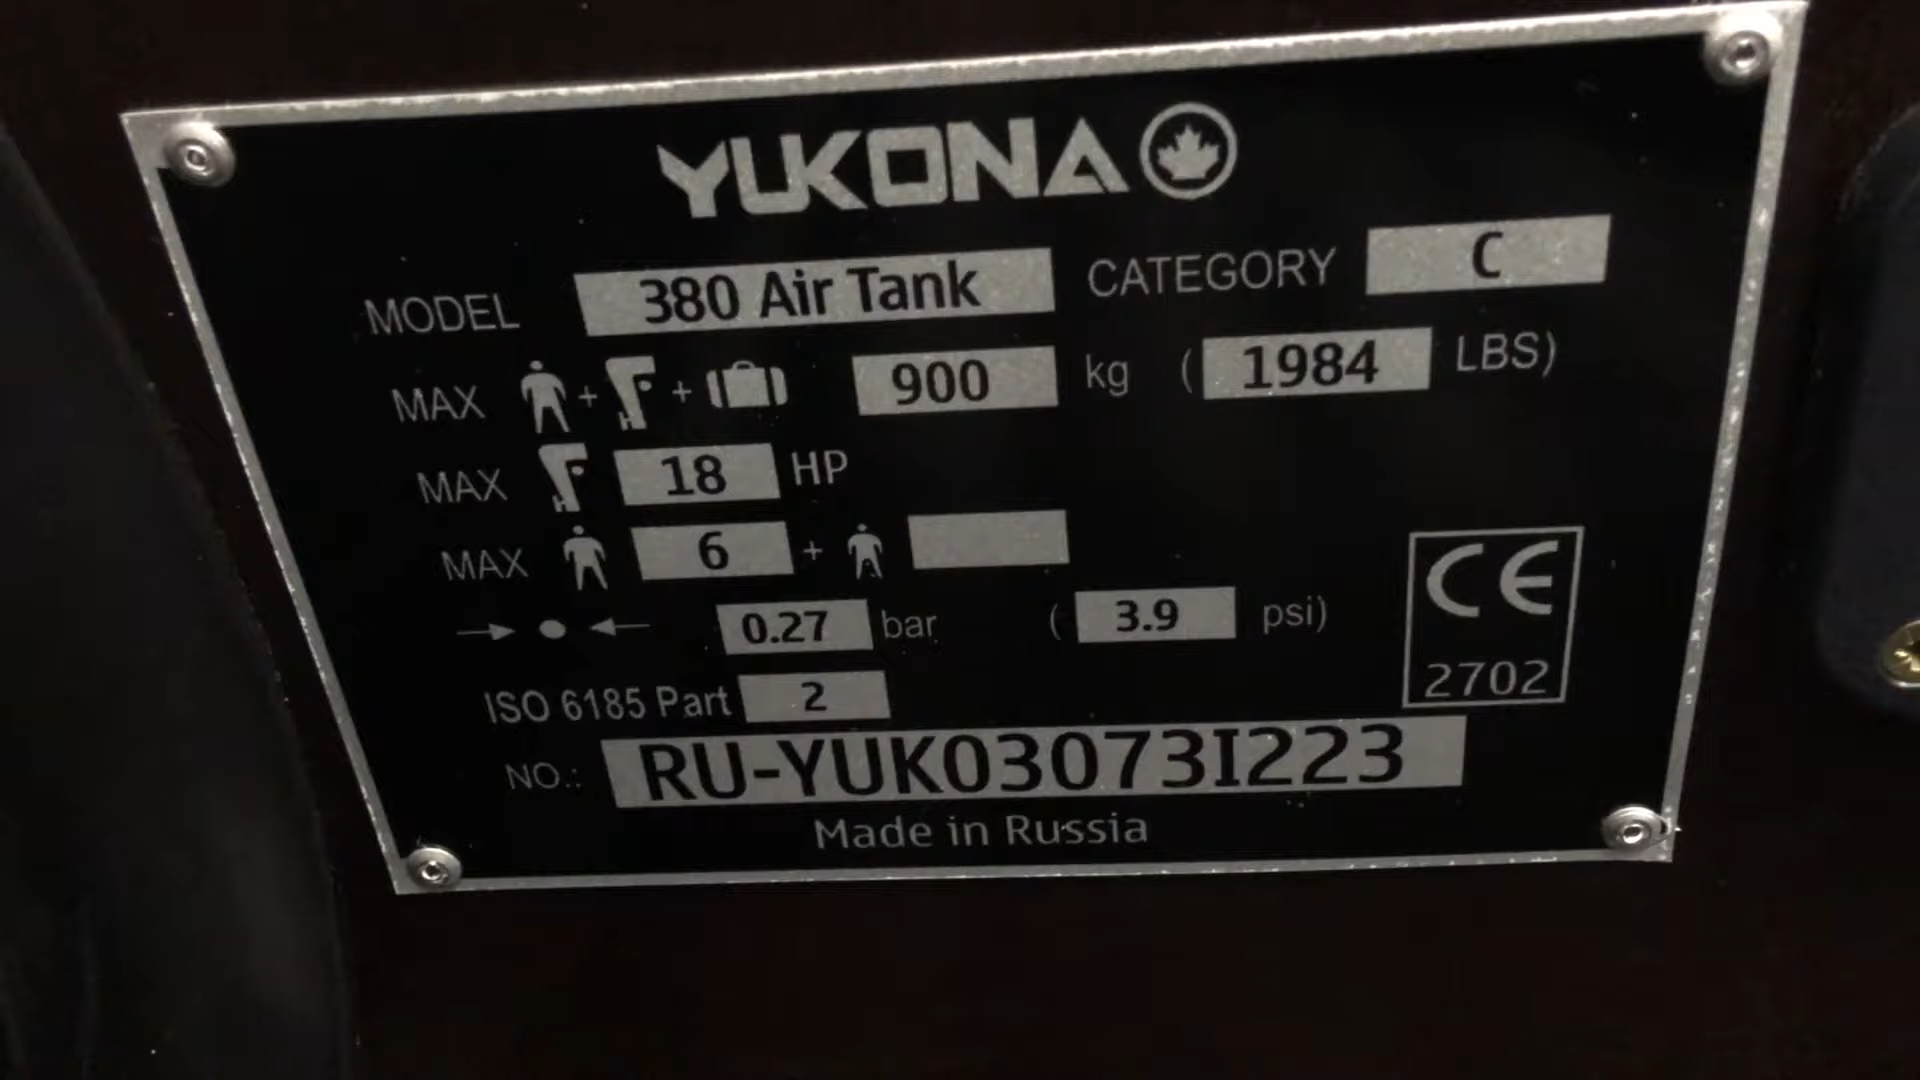 YUKONA
MODEL 380 Air Tank CATEGORY C
MAX + + 900 kg ( 1984 LBS)
MAX 18 HP
MAX 6 +
0.27 bar ( 3.9 psi)
CE
2702
ISO 6185 Part 2
NO.: RU-YUK03073I223
Made in Russia